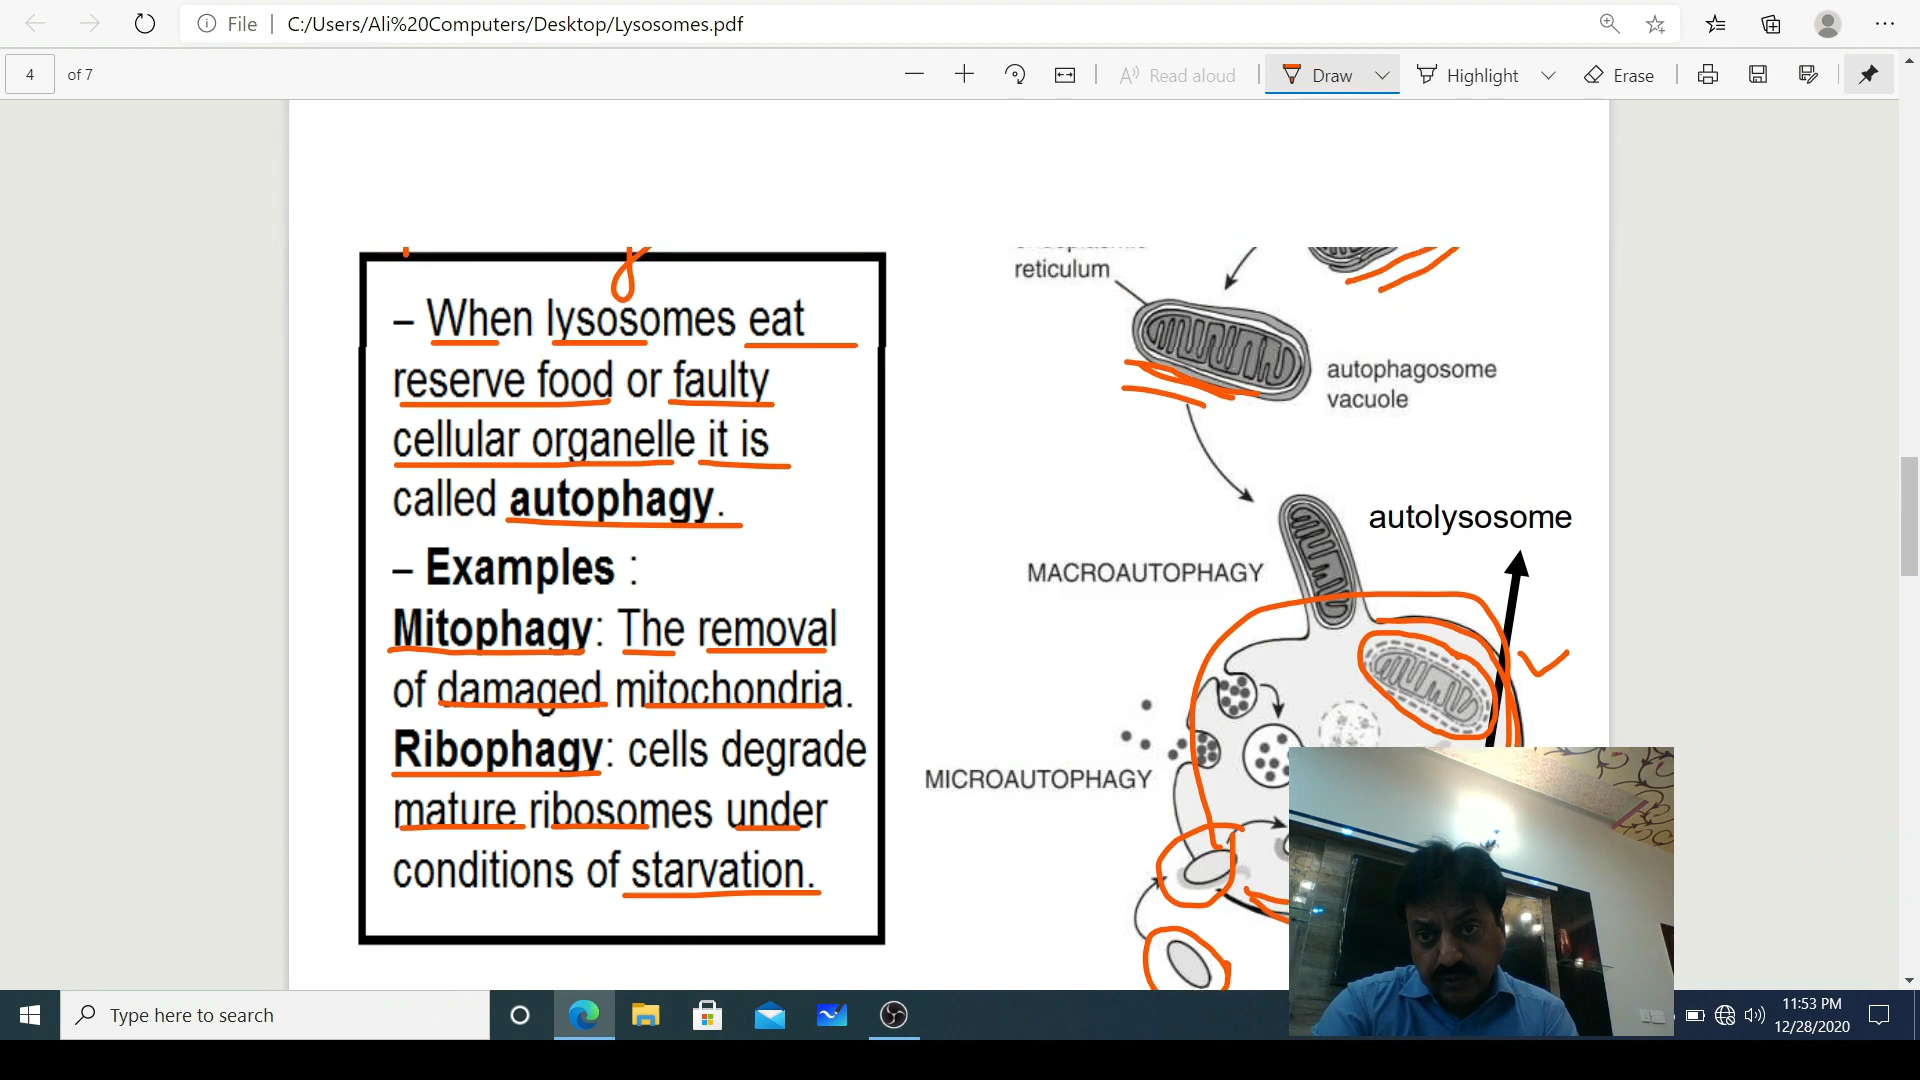 File
C:/Users/Ali%20Computers/Desktop/Lysosomes.pdf
4 of 7
Read aloud
Draw
Highlight
Erase
– When lysosomes eat
reserve food or faulty
cellular organelle it is
called autophagy.
– Examples :
Mitophagy: The removal
of damaged mitochondria.
Ribophagy: cells degrade
mature ribosomes under
conditions of starvation.
reticulum
autophagosome
vacuole
autolysosome
MACROAUTOPHAGY
MICROAUTOPHAGY
Type here to search
11:53 PM
12/28/2020